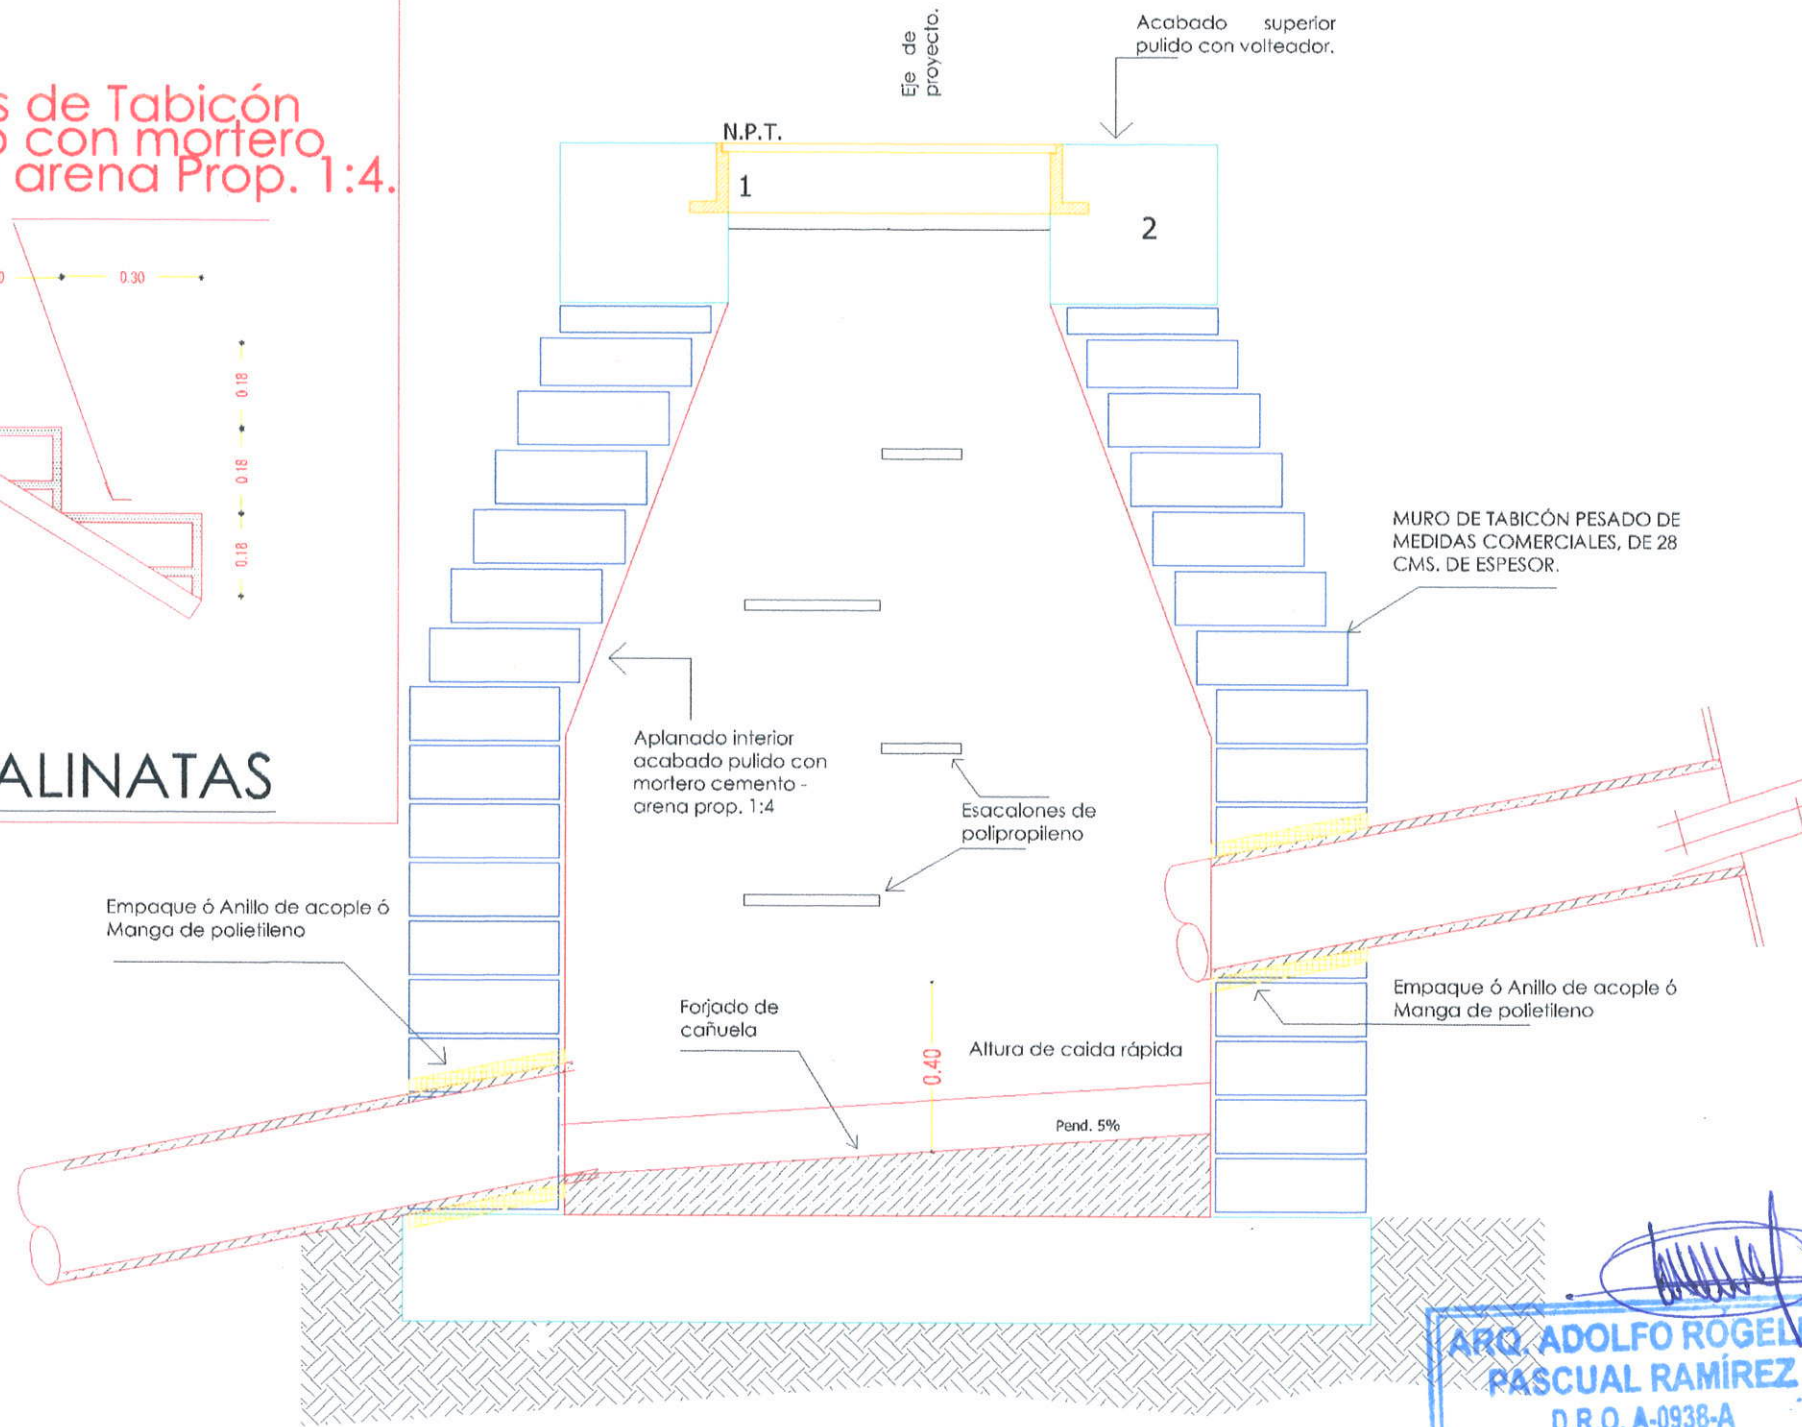 Eje de
proyecto.
Acabado superior
pulido con volteador.
de Tabicón
con mortero
arena Prop. 1:4.
N.P.T.
1
2
0.30
0.18
0.18
0.18
MURO DE TABICÓN PESADO DE
MEDIDAS COMERCIALES, DE 28
CMS. DE ESPESOR.
Aplanado interior
acabado pulido con
mortero cemento -
arena prop. 1:4
ALINATAS
Esacalones de
polipropileno
Empaque ó Anillo de acople ó
Manga de polietileno
Empaque ó Anillo de acople ó
Manga de polietileno
Forjado de
cañuela
0.40
Altura de caida rápida
Pend. 5%
ARQ. ADOLFO ROGEL
PASCUAL RAMÍREZ
D.R.O. A-0938-A